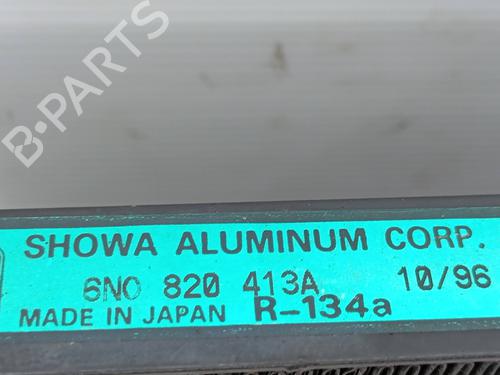 B-PARTS
SHOWA ALUMINUM CORP.
6N0 820 413A 10/96
MADE IN JAPAN R-134a